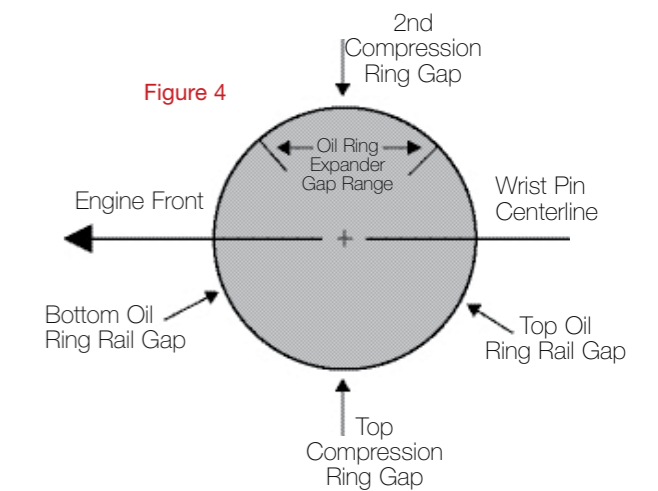 2nd
Compression
Ring Gap
Figure 4
Oil Ring
Expander
Gap Range
Engine Front
Wrist Pin
Centerline
Bottom Oil
Ring Rail Gap
Top Oil
Ring Rail Gap
Top
Compression
Ring Gap